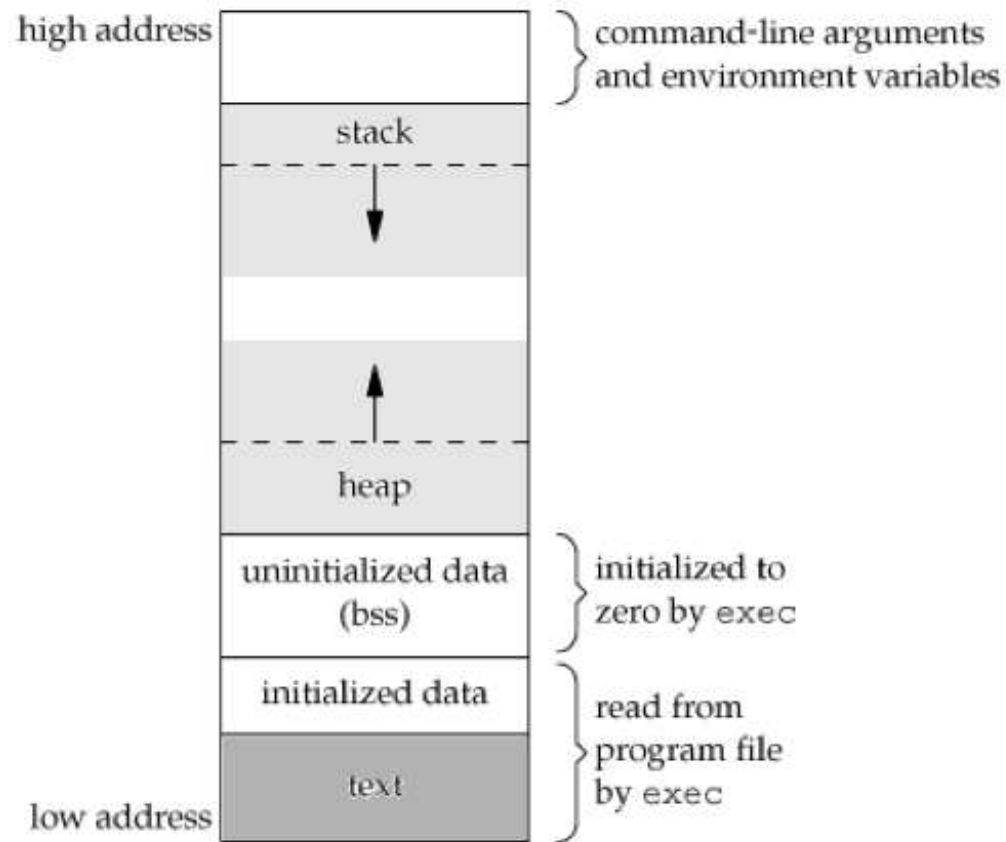 high address
command-line arguments
and environment variables
stack
heap
uninitialized data
(bss)
initialized to
zero by exec
initialized data
read from
program file
by exec
text
low address